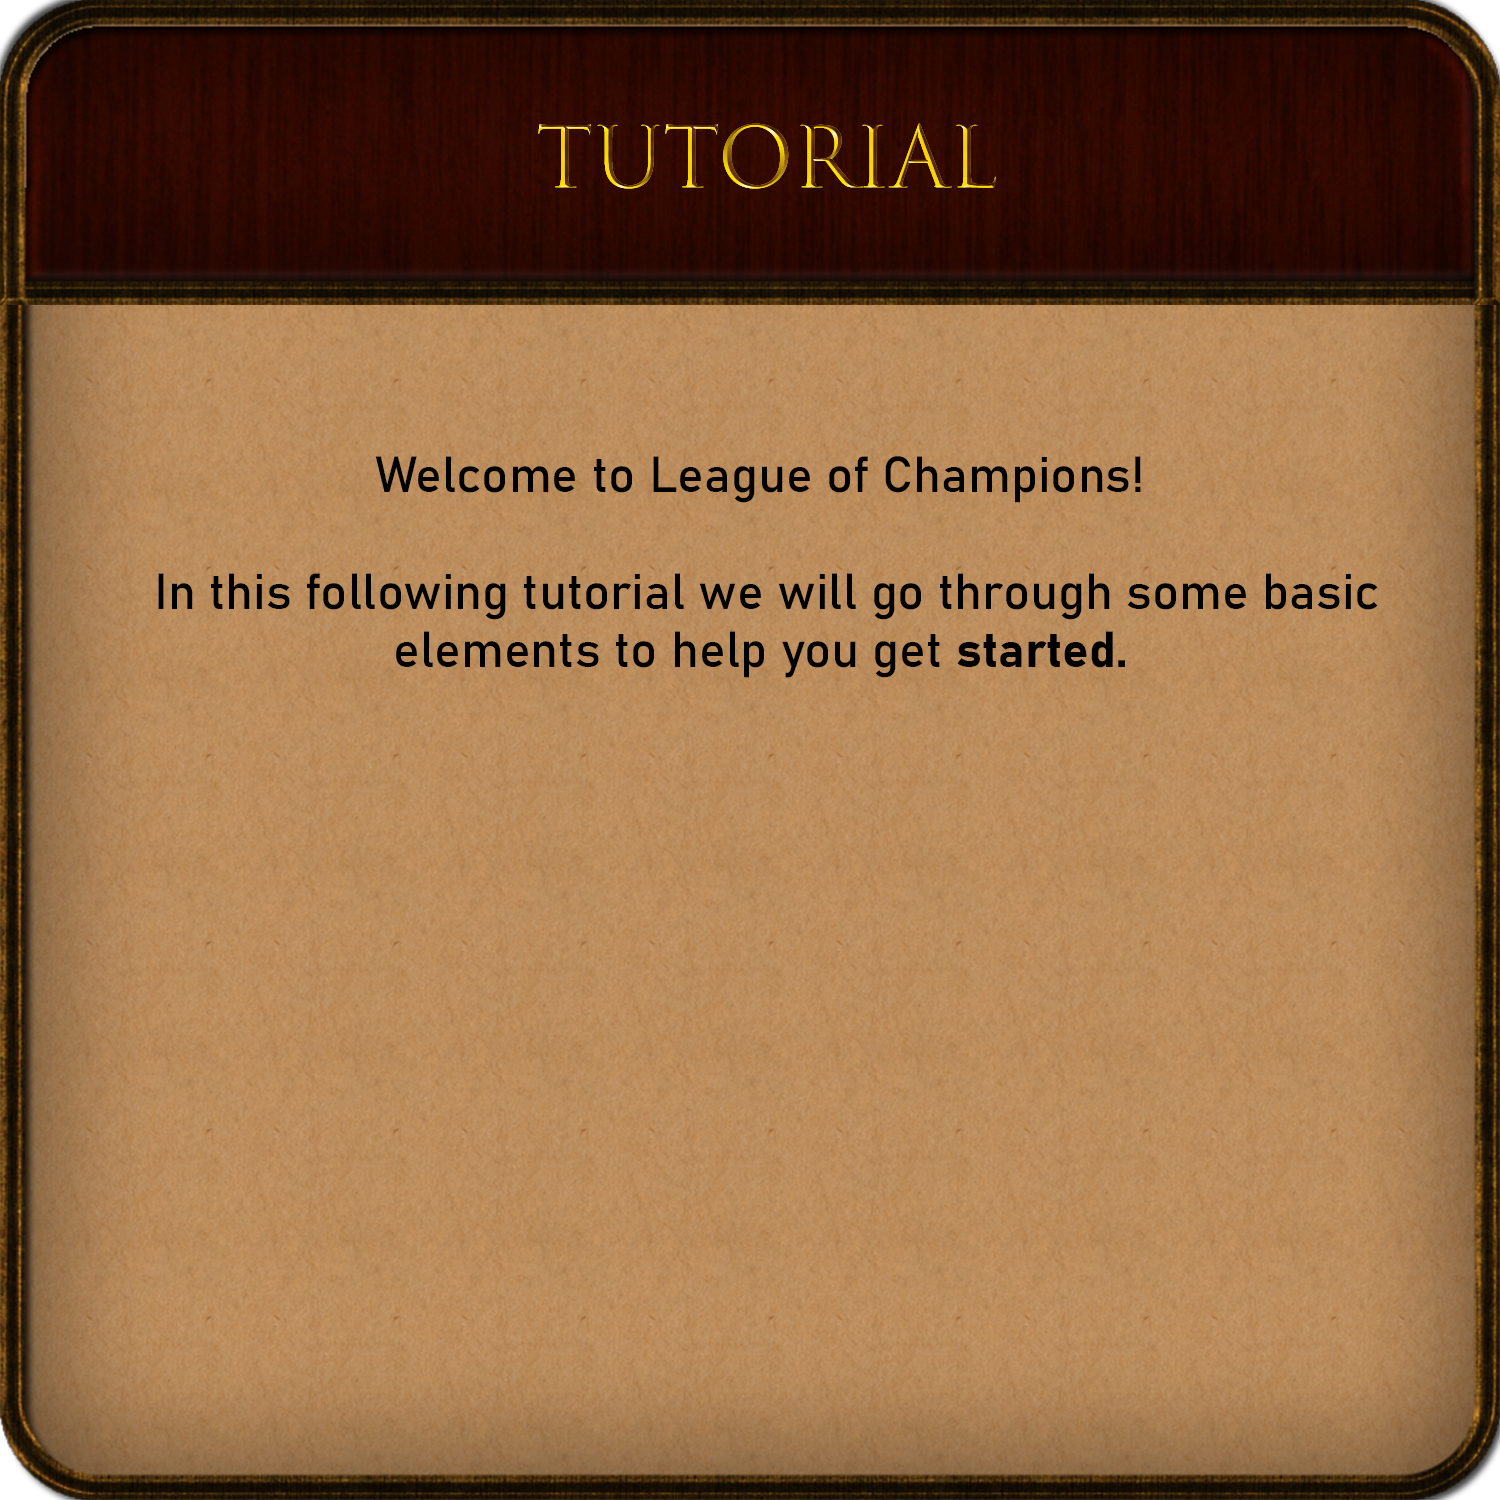 TUTORIAL
Welcome to League of Champions!
In this following tutorial we will go through some basic
elements to help you get started.